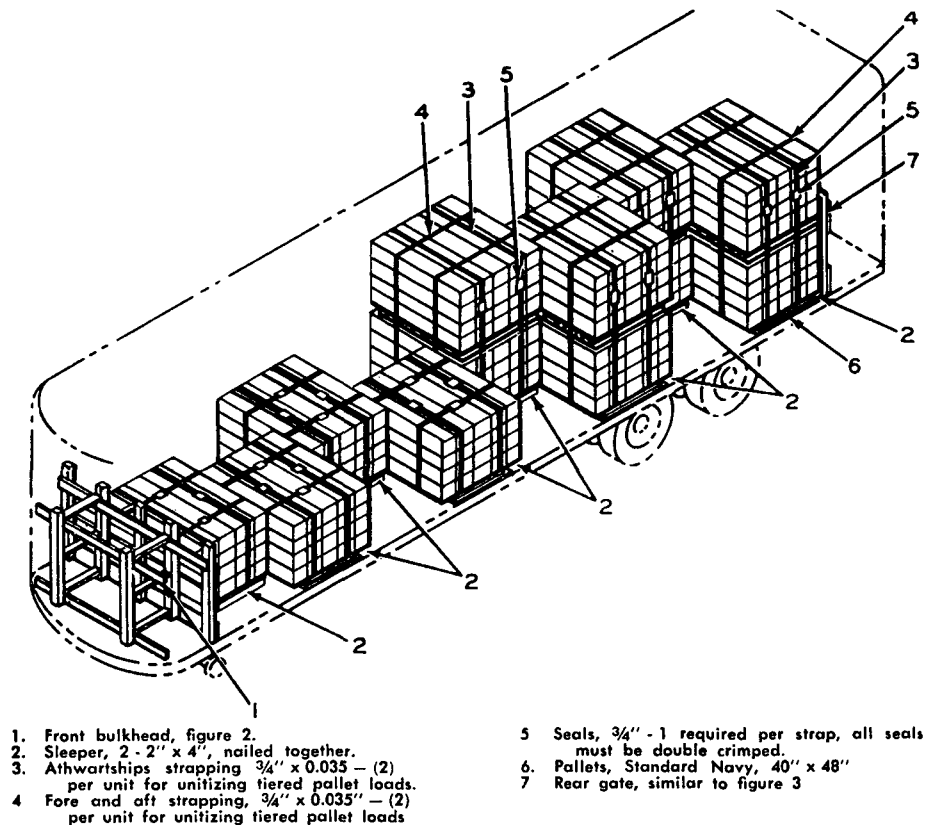 4
3
5
3
5
4
7
2
6
2
2
2
2
1
1. Front bulkhead, figure 2.
2. Sleeper, 2 - 2" x 4", nailed together.
3. Athwartships strapping ¾" x 0.035 – (2)
per unit for unitizing tiered pallet loads.
4 Fore and aft strapping, ¾" x 0.035" – (2)
per unit for unitizing tiered pallet loads
5 Seals, ¾" - 1 required per strap, all seals
must be double crimped.
6. Pallets, Standard Navy, 40" x 48"
7 Rear gate, similar to figure 3